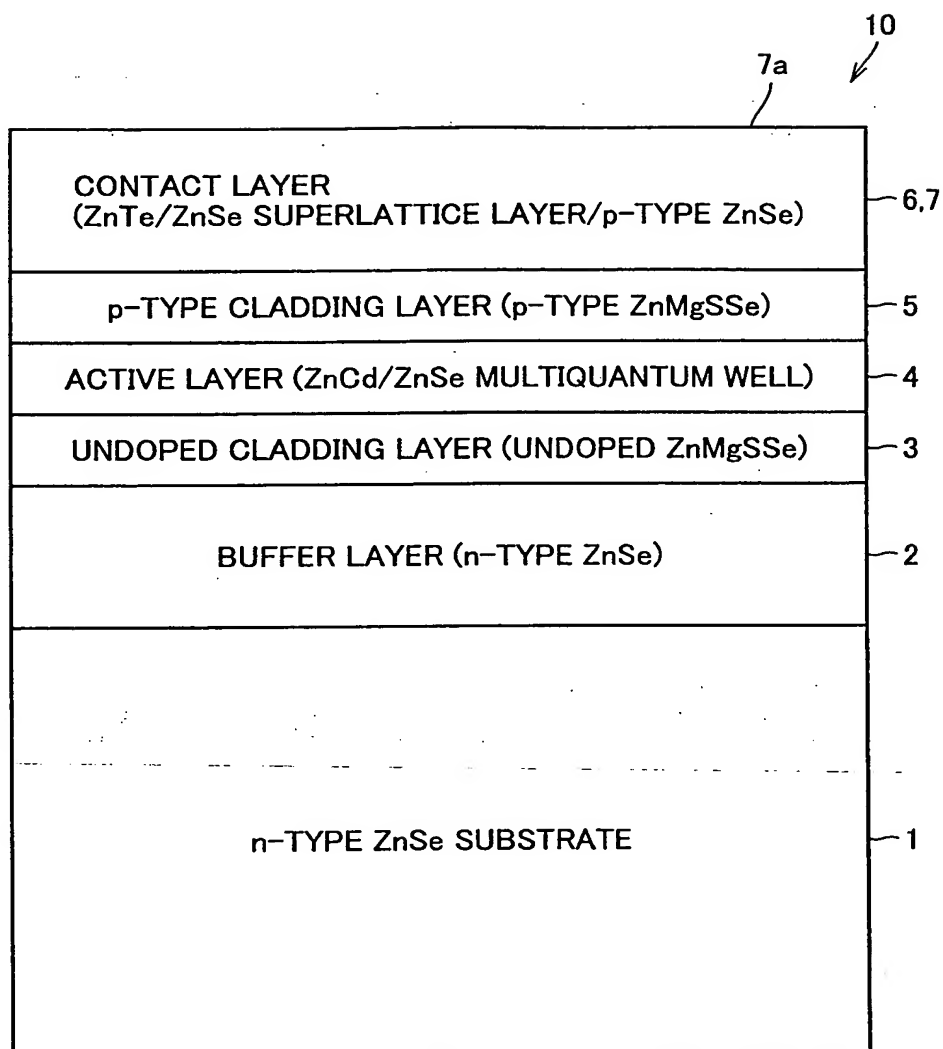 10
7a
CONTACT LAYER
(ZnTe/ZnSe SUPERLATTICE LAYER/p-TYPE ZnSe)
6,7
p-TYPE CLADDING LAYER (p-TYPE ZnMgSSe)
5
ACTIVE LAYER (ZnCd/ZnSe MULTIQUANTUM WELL)
4
UNDOPED CLADDING LAYER (UNDOPED ZnMgSSe)
3
BUFFER LAYER (n-TYPE ZnSe)
2
n-TYPE ZnSe SUBSTRATE
1